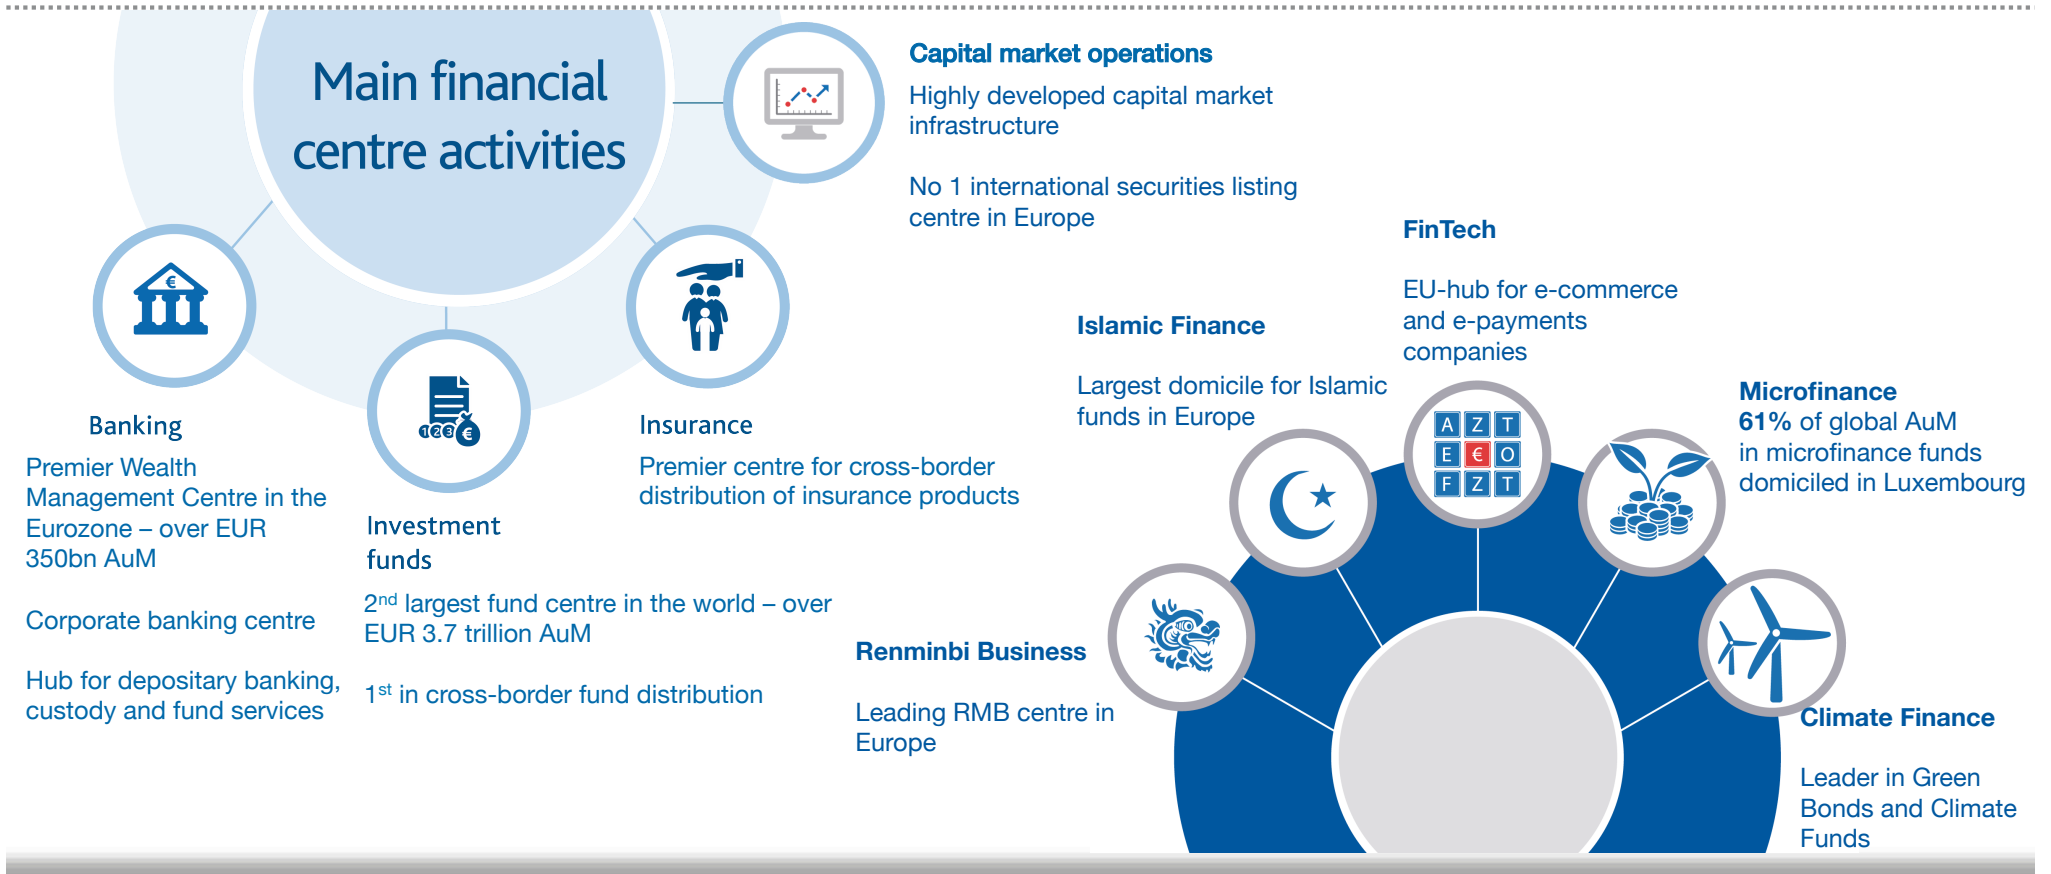 Main financial
centre activities
Capital market operations
Highly developed capital market
infrastructure
No 1 international securities listing
centre in Europe
€
Banking
Premier Wealth
Management Centre in the
Eurozone – over EUR
350bn AuM
Corporate banking centre
Hub for depositary banking,
custody and fund services
123 €
Investment
funds
2nd largest fund centre in the world – over
EUR 3.7 trillion AuM
1st in cross-border fund distribution
Insurance
Premier centre for cross-border
distribution of insurance products
Renminbi Business
Leading RMB centre in
Europe
Islamic Finance
Largest domicile for Islamic
funds in Europe
FinTech
EU-hub for e-commerce
and e-payments
companies
A Z T
E € O
F Z T
Microfinance
61% of global AuM
in microfinance funds
domiciled in Luxembourg
Climate Finance
Leader in Green
Bonds and Climate
Funds